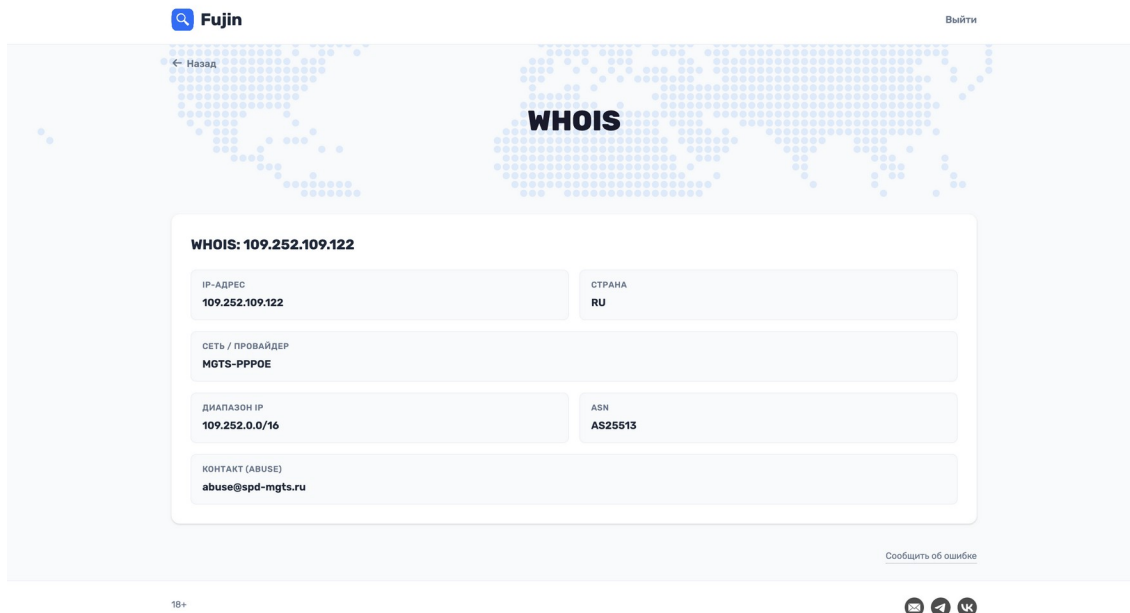 Fujin
Выйти
← Назад
WHOIS
WHOIS: 109.252.109.122
IP-АДРЕС
109.252.109.122
СТРАНА
RU
СЕТЬ / ПРОВАЙДЕР
MGTS-PPPOE
ДИАПАЗОН IP
109.252.0.0/16
ASN
AS25513
КОНТАКТ (ABUSE)
abuse@spd-mgts.ru
Сообщить об ошибке
18+